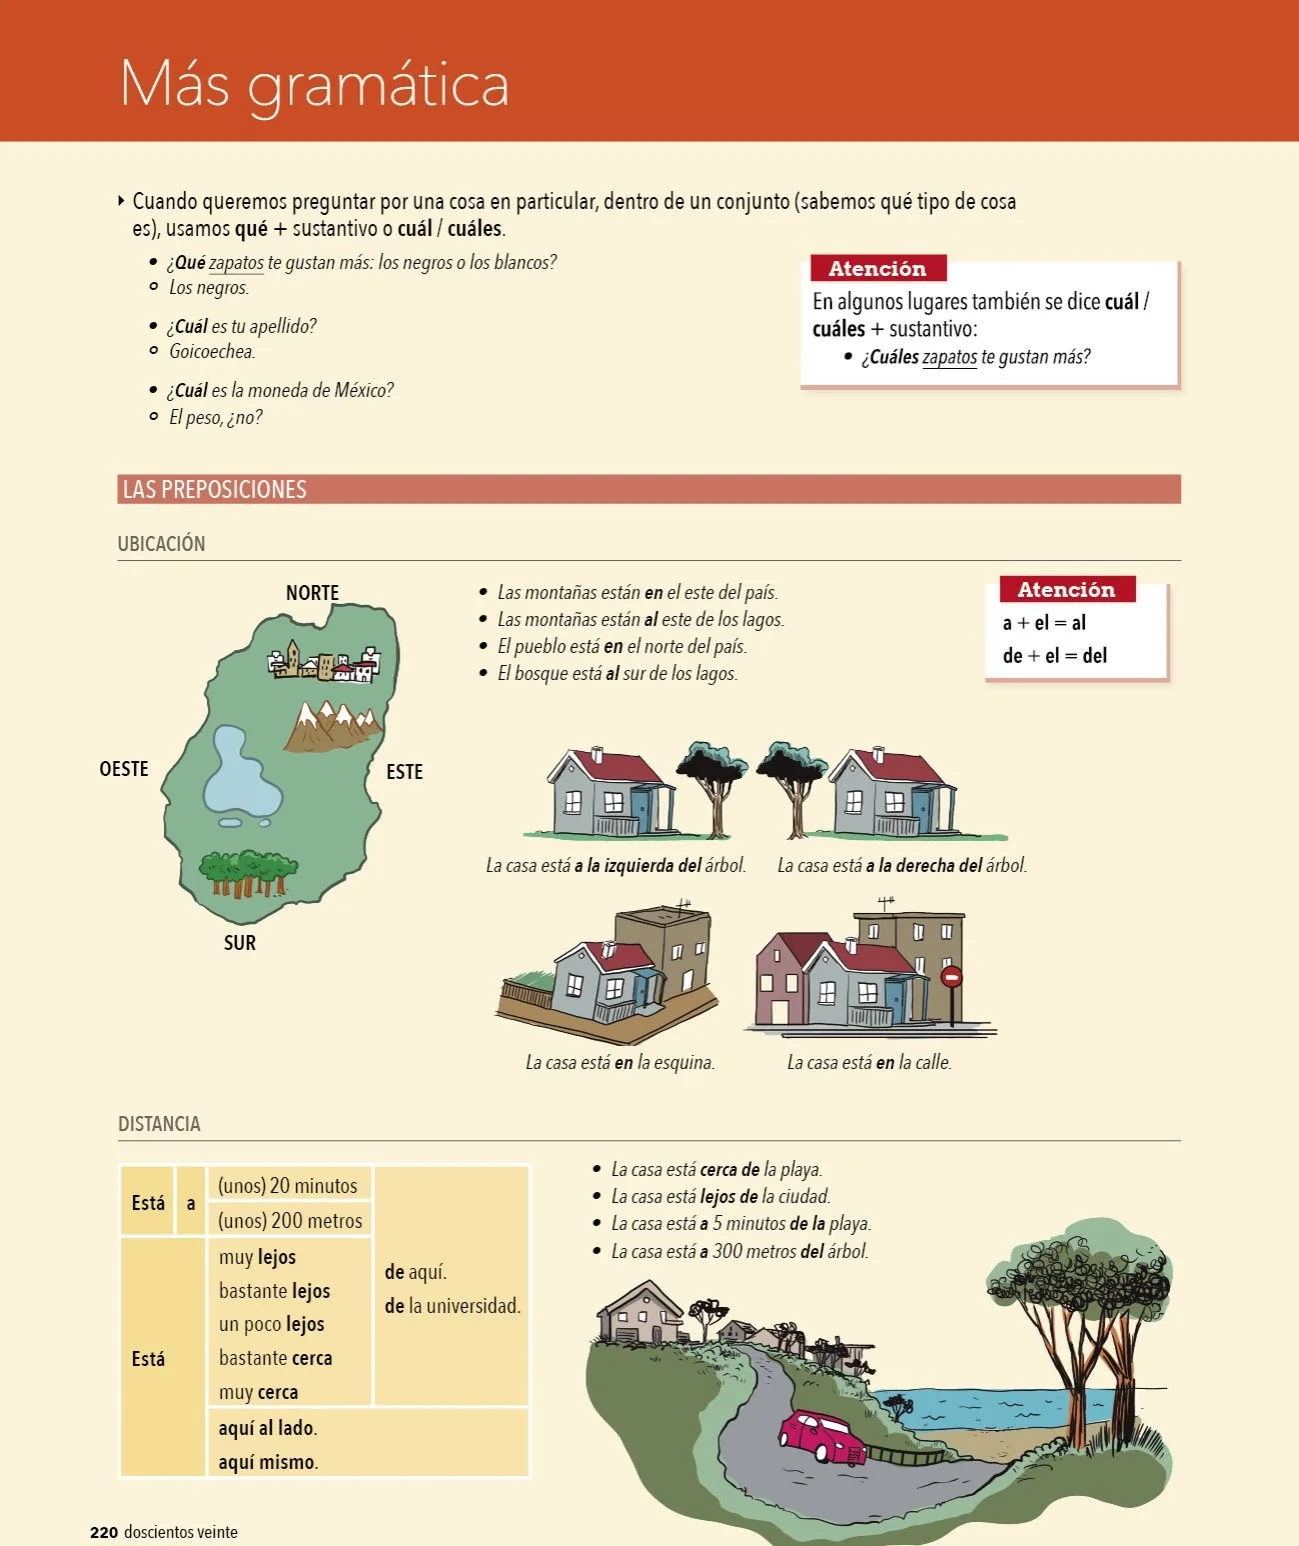 Más gramática
‣ Cuando queremos preguntar por una cosa en particular, dentro de un conjunto (sabemos qué tipo de cosa
es), usamos qué + sustantivo o cuál / cuáles.
• ¿Qué zapatos te gustan más: los negros o los blancos?
○ Los negros.
• ¿Cuál es tu apellido?
○ Goicoechea.
• ¿Cuál es la moneda de México?
○ El peso, ¿no?
Atención
En algunos lugares también se dice cuál /
cuáles + sustantivo:
• ¿Cuáles zapatos te gustan más?
LAS PREPOSICIONES
UBICACIÓN
NORTE
OESTE
ESTE
SUR
• Las montañas están en el este del país.
• Las montañas están al este de los lagos.
• El pueblo está en el norte del país.
• El bosque está al sur de los lagos.
Atención
a + el = al
de + el = del
La casa está a la izquierda del árbol.
La casa está a la derecha del árbol.
La casa está en la esquina.
La casa está en la calle.
DISTANCIA
Está
a
(unos) 20 minutos
(unos) 200 metros
Está
muy lejos
bastante lejos
un poco lejos
bastante cerca
muy cerca
de aquí.
de la universidad.
aquí al lado.
aquí mismo.
• La casa está cerca de la playa.
• La casa está lejos de la ciudad.
• La casa está a 5 minutos de la playa.
• La casa está a 300 metros del árbol.
220 doscientos veinte